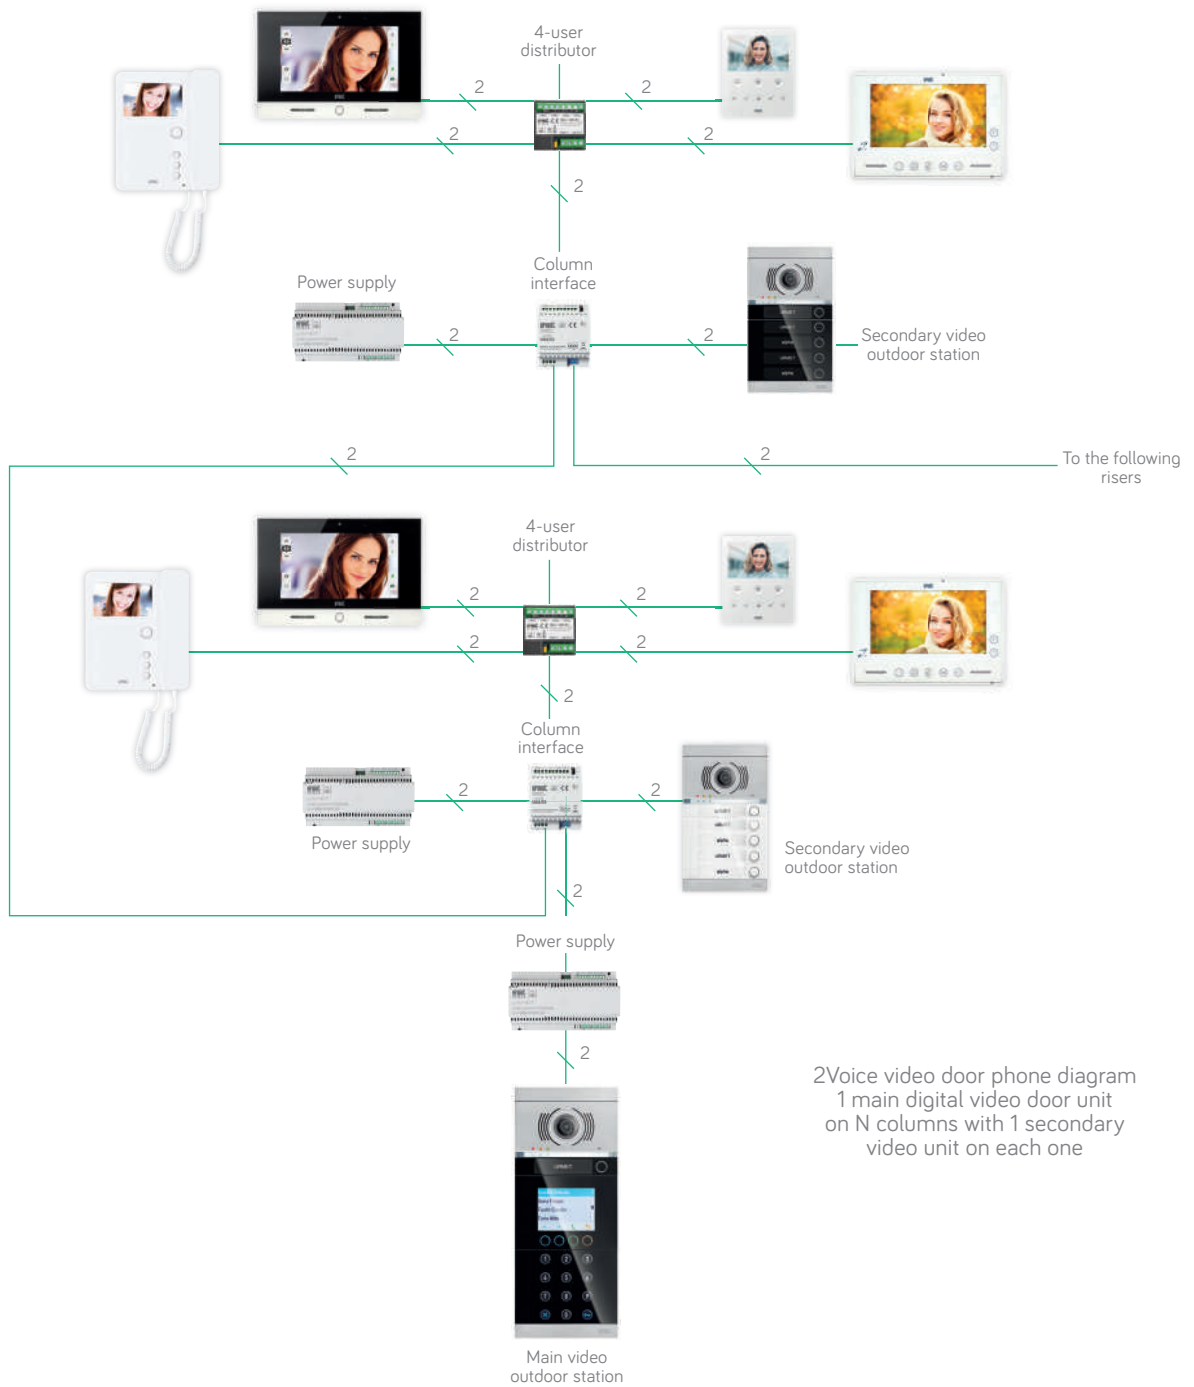 4-user
distributor
2
2
2
2
2
Column
interface
Power supply
2
2
Secondary video
outdoor station
2
2
To the following
risers
4-user
distributor
2
2
2
2
2
Column
interface
2
2
Power supply
Secondary video
outdoor station
2
Power supply
2
2Voice video door phone diagram
1 main digital video door unit
on N columns with 1 secondary
video unit on each one
Main video
outdoor station